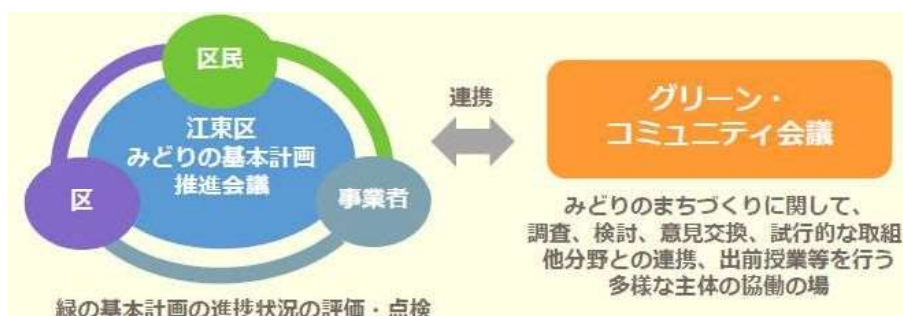 区民
江東区
みどりの基本計画
推進会議
区
事業者
緑の基本計画の進捗状況の評価・点検
連携
グリーン・
コミュニティ会議
みどりのまちづくりに関して、
調査、検討、意見交換、試行的な取組
他分野との連携、出前授業等を行う
多様な主体の協働の場